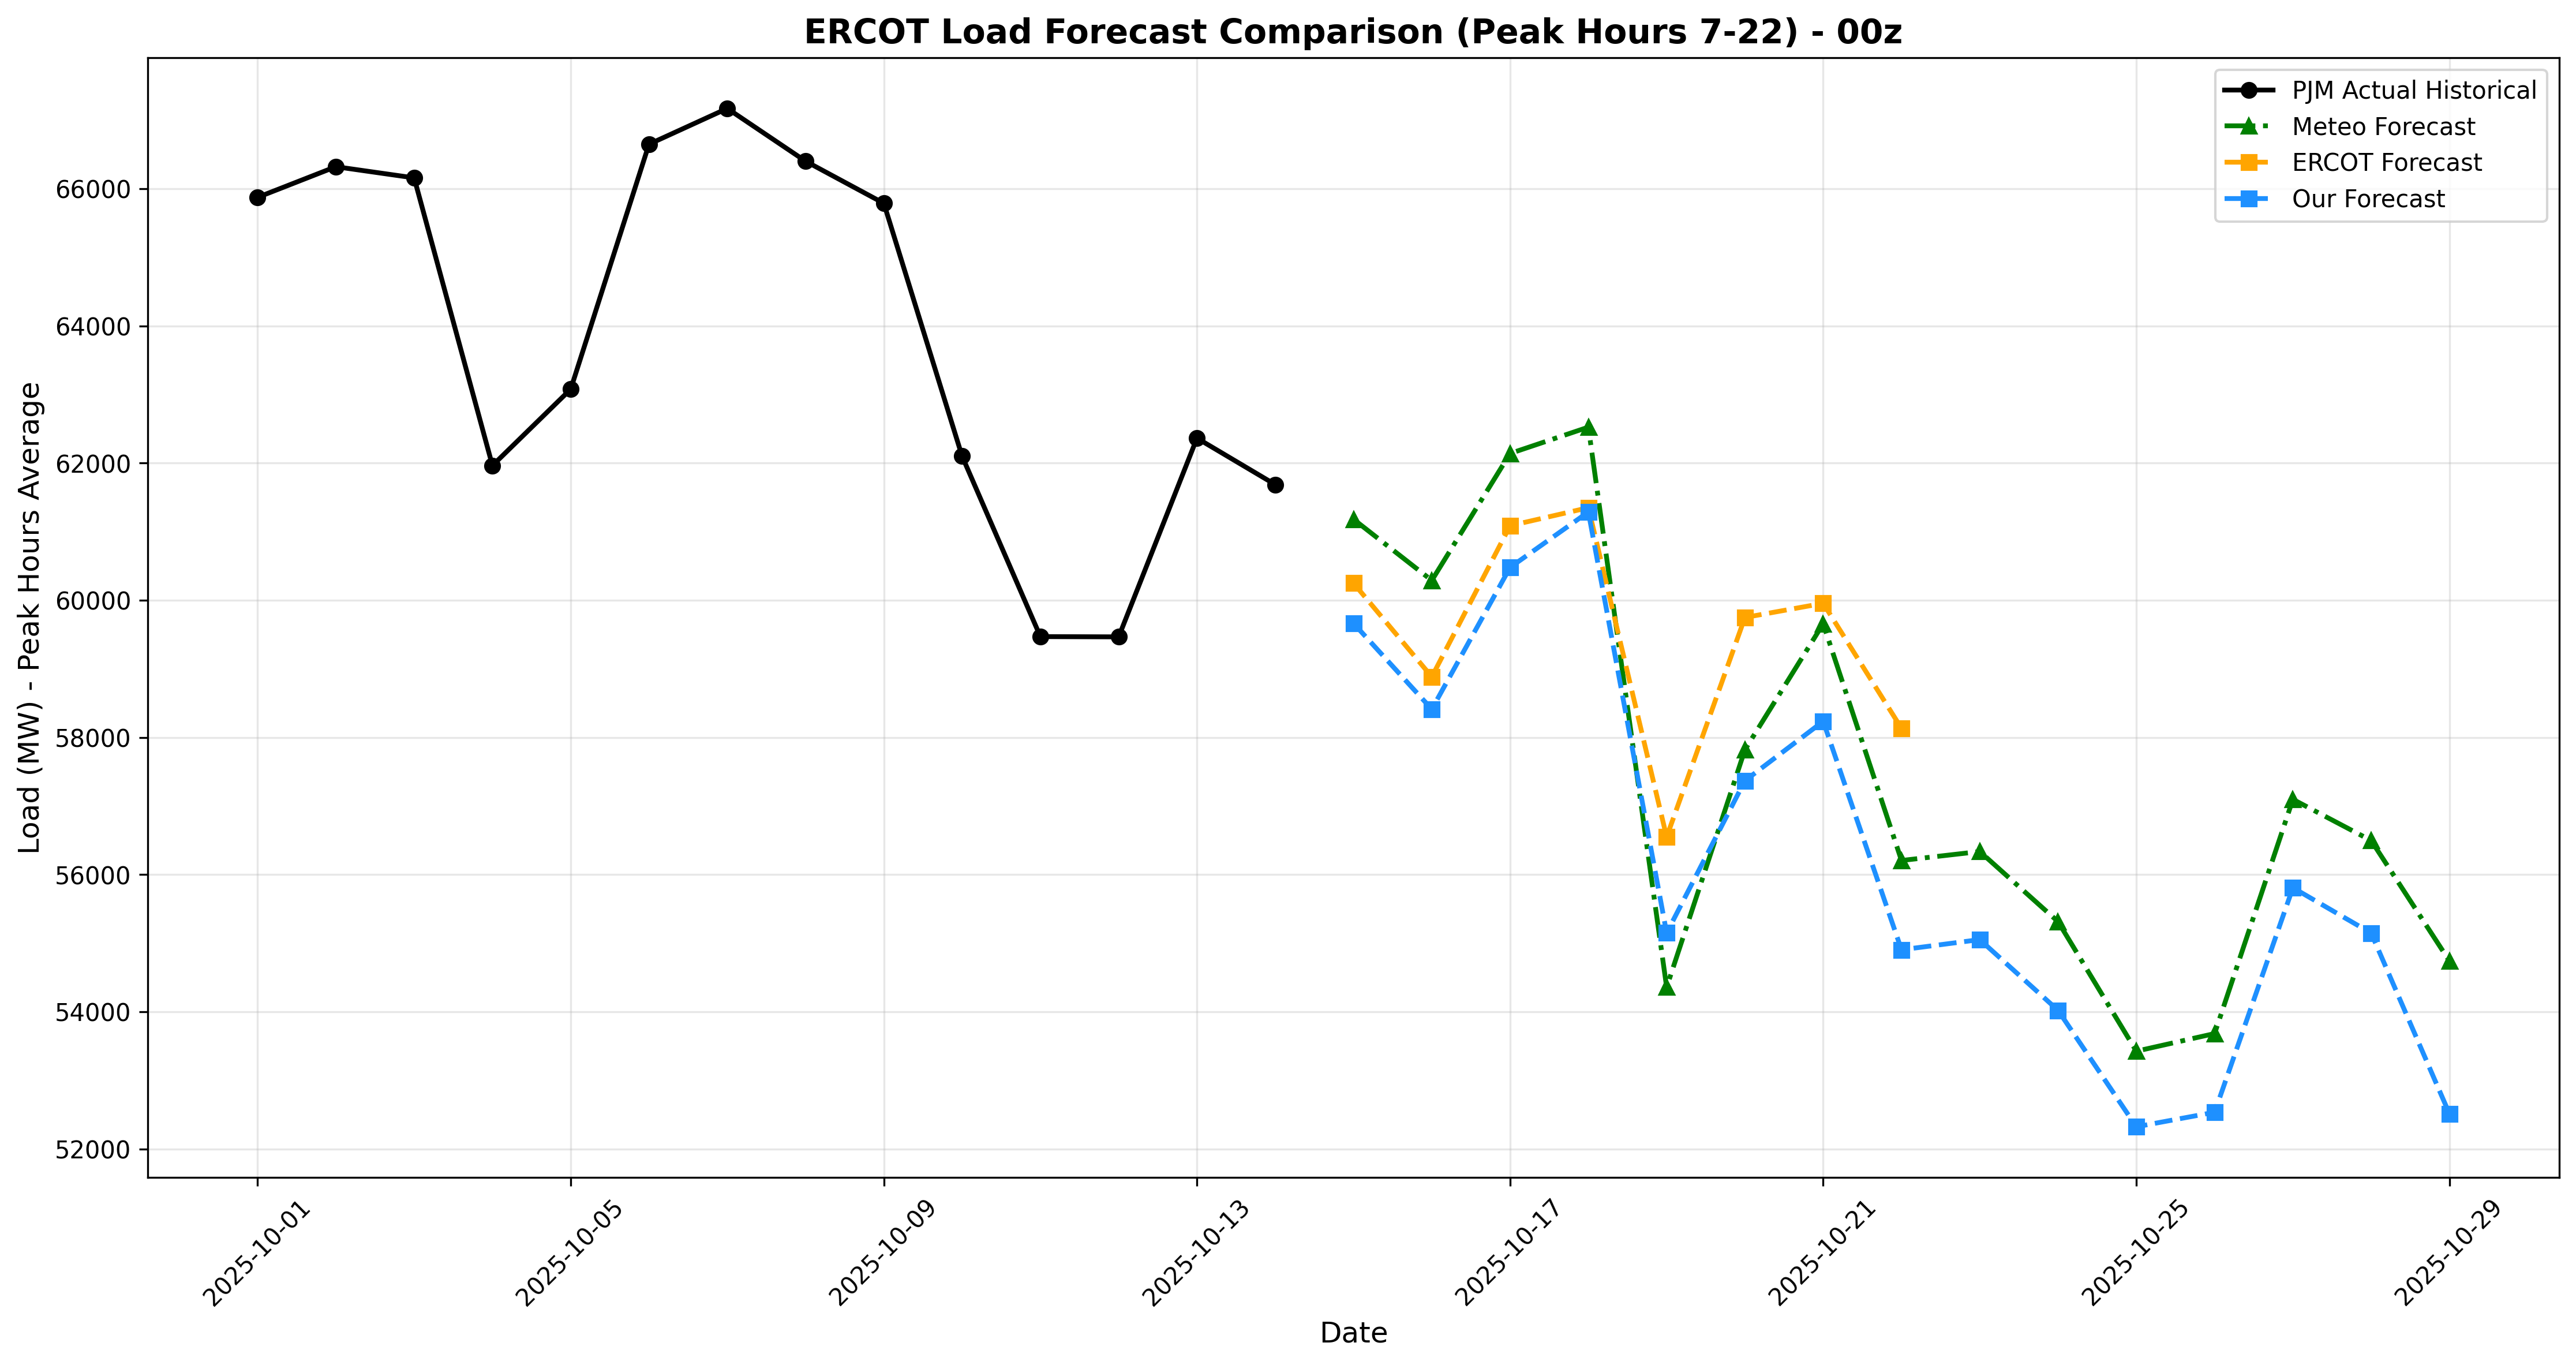 ERCOT Load Forecast Comparison (Peak Hours 7-22) - 00z
PJM Actual Historical
Meteo Forecast
ERCOT Forecast
Our Forecast
Load (MW) - Peak Hours Average
66000
64000
62000
60000
58000
56000
54000
52000
2025-10-01
2025-10-05
2025-10-09
2025-10-13
2025-10-17
2025-10-21
2025-10-25
2025-10-29
Date